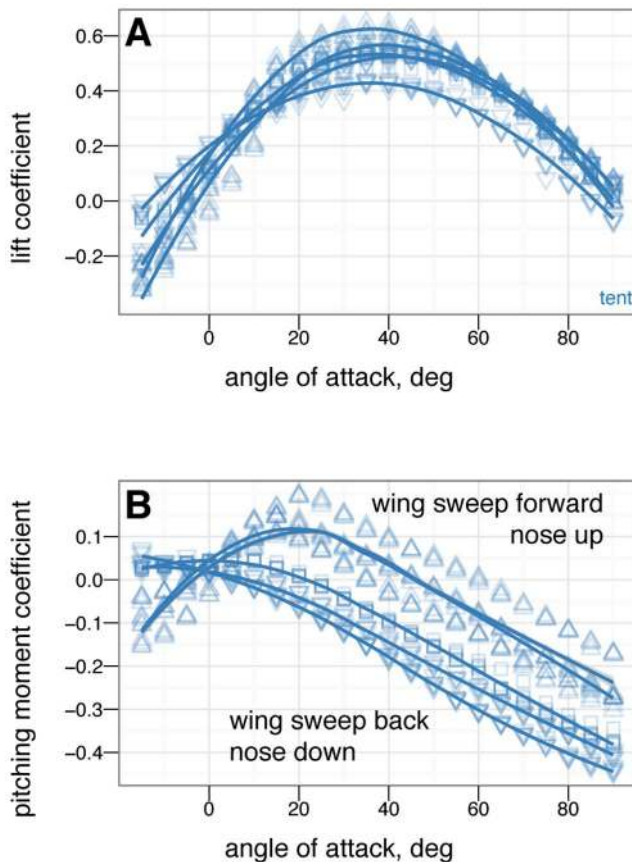 A
0.6
0.4
0.2
0.0
−0.2
lift coefficient
tent
0 20 40 60 80
angle of attack, deg
B
wing sweep forward
nose up
0.1
0.0
−0.1
−0.2
−0.3
−0.4
pitching moment coefficient
wing sweep back
nose down
0 20 40 60 80
angle of attack, deg